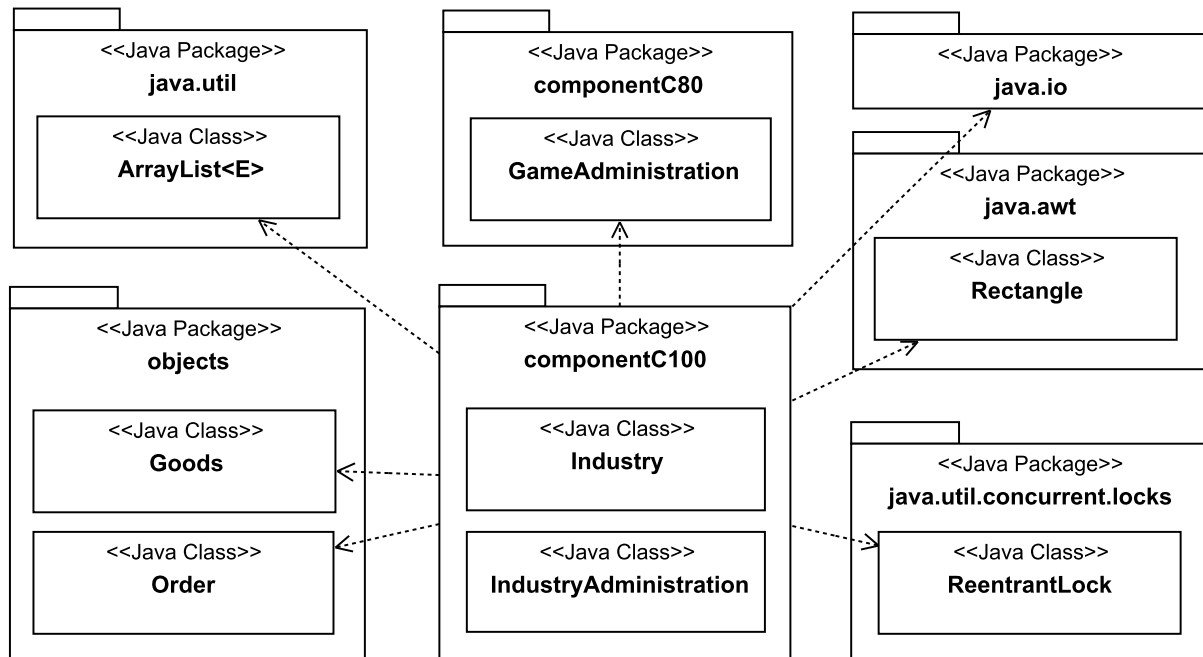 <<Java Package>>
java.util
<<Java Class>>
ArrayList<E>
<<Java Package>>
componentC80
<<Java Class>>
GameAdministration
<<Java Package>>
java.io
<<Java Package>>
java.awt
<<Java Class>>
Rectangle
<<Java Package>>
objects
<<Java Class>>
Goods
<<Java Class>>
Order
<<Java Package>>
componentC100
<<Java Class>>
Industry
<<Java Class>>
IndustryAdministration
<<Java Package>>
java.util.concurrent.locks
<<Java Class>>
ReentrantLock